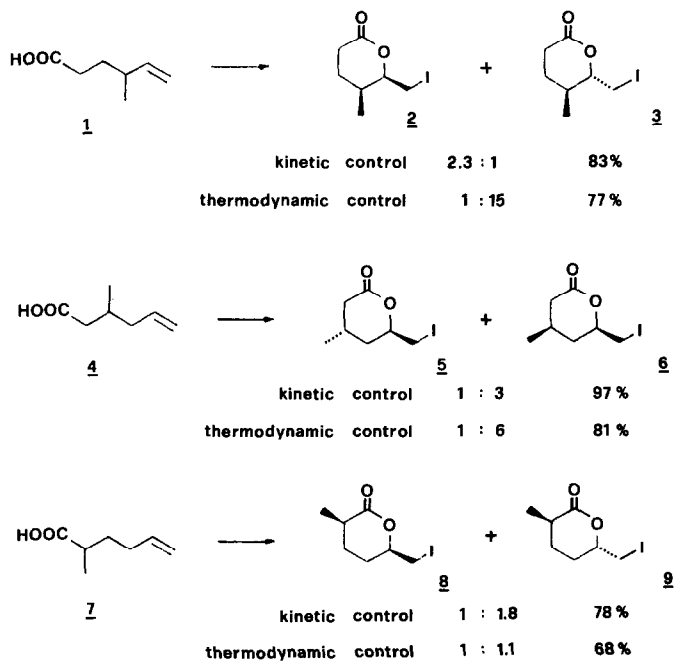 O
HOOC
O
I
+
O
O
I
1
2
3
kinetic control 2.3 : 1 83%
thermodynamic control 1 : 15 77%
HOOC
O
O
I
+
O
O
I
4
5
6
kinetic control 1 : 3 97%
thermodynamic control 1 : 6 81%
HOOC
O
O
I
+
O
O
I
7
8
9
kinetic control 1 : 1.8 78%
thermodynamic control 1 : 1.1 68%